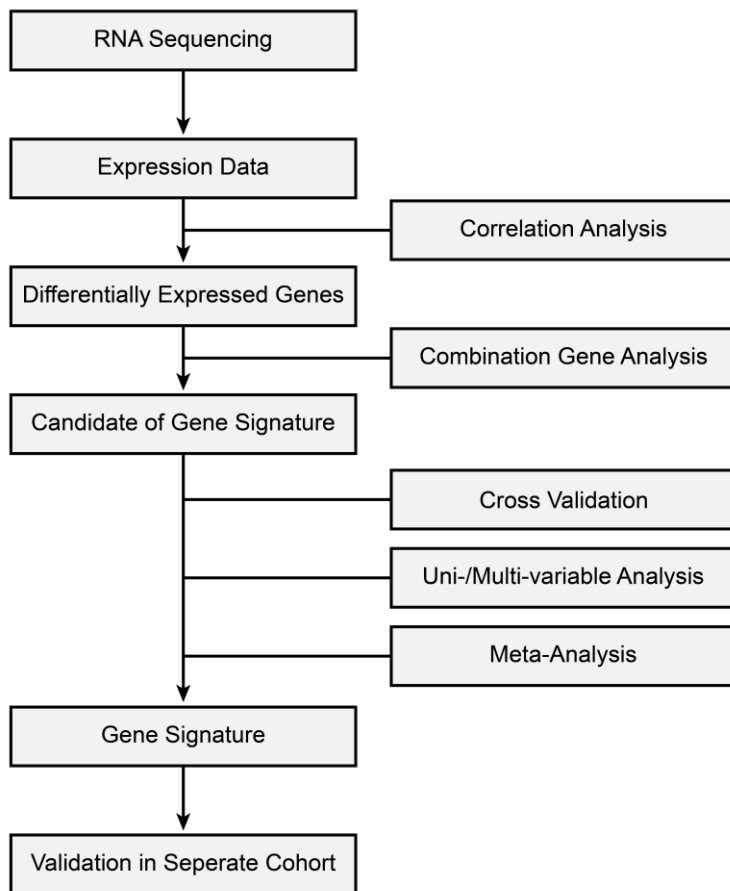 RNA Sequencing
Expression Data
Correlation Analysis
Differentially Expressed Genes
Combination Gene Analysis
Candidate of Gene Signature
Cross Validation
Uni-/Multi-variable Analysis
Meta-Analysis
Gene Signature
Validation in Seperate Cohort